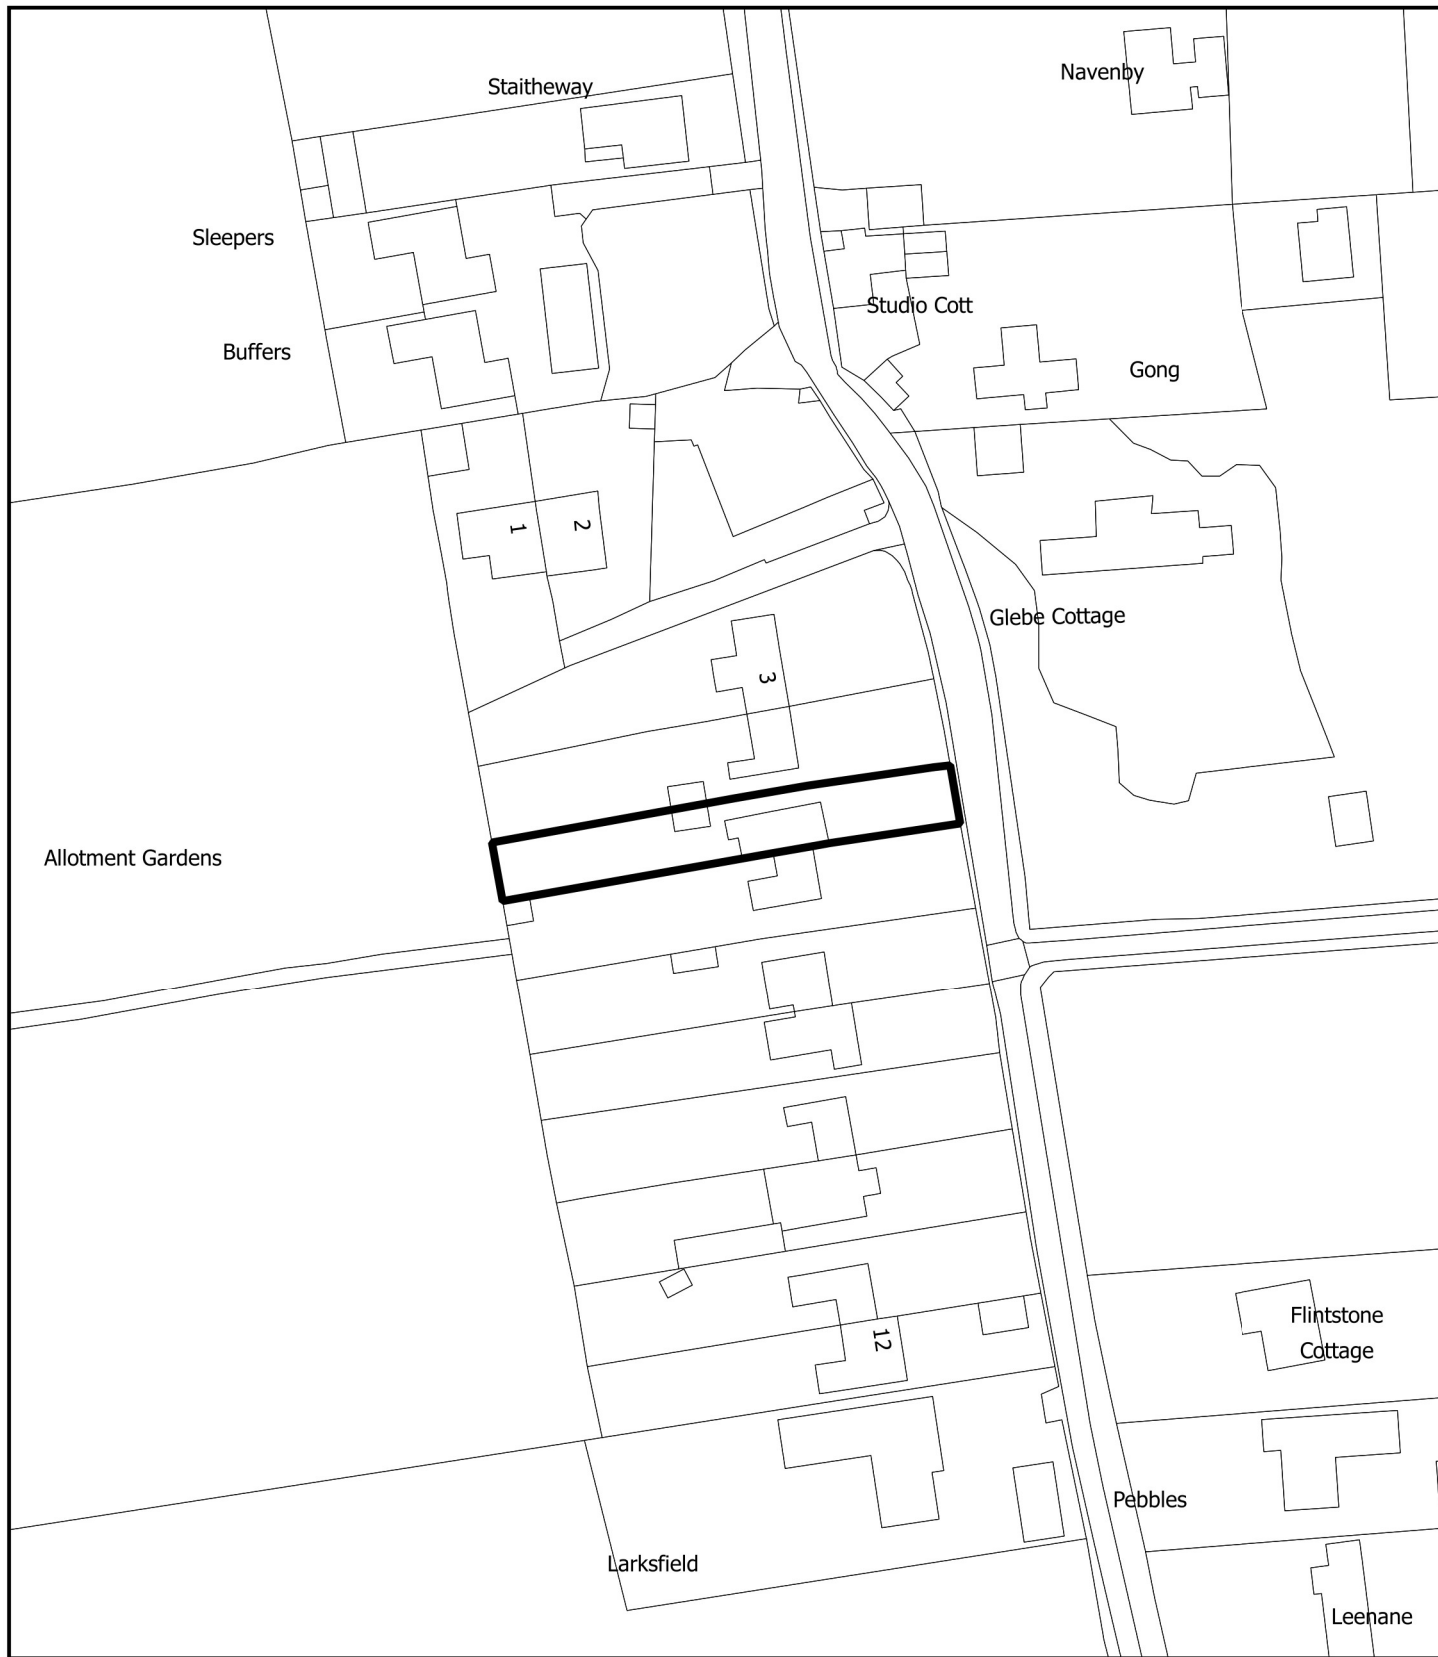 Navenby
Staitheway
Sleepers
Studio Cott
Buffers
Gong
1
2
Glebe Cottage
3
Allotment Gardens
Flintstone
Cottage
12
Pebbles
Larksfield
Leenane